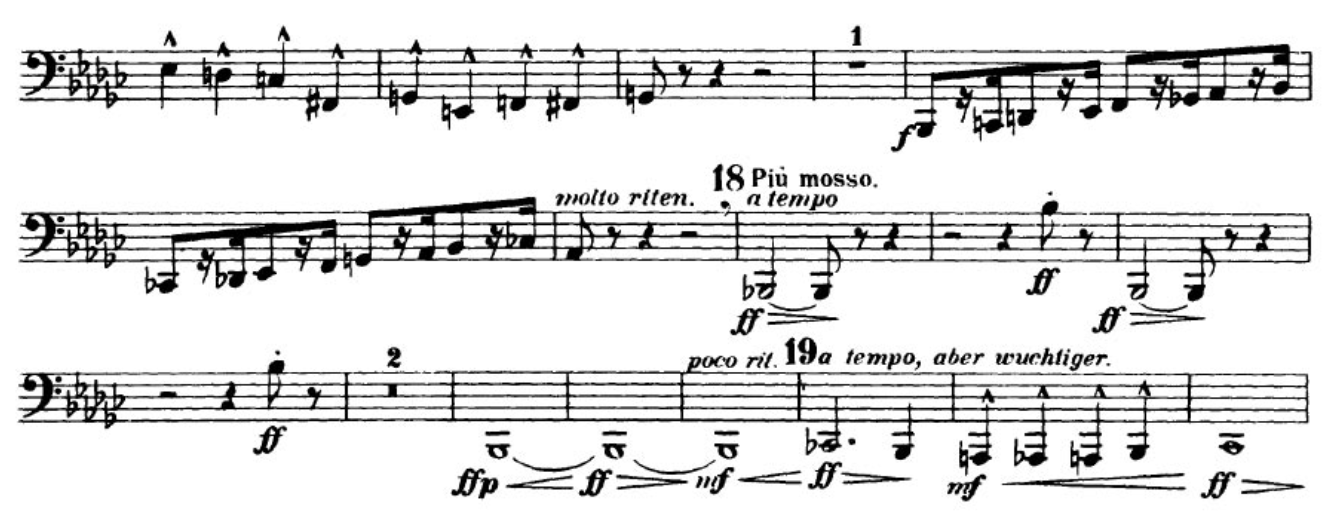 1
f
molto riten. , 18 Più mosso.
a tempo
ff ff ff
poco rit. 19 a tempo, aber wuchtiger.
2
ff ffp ff mf ff mf ff